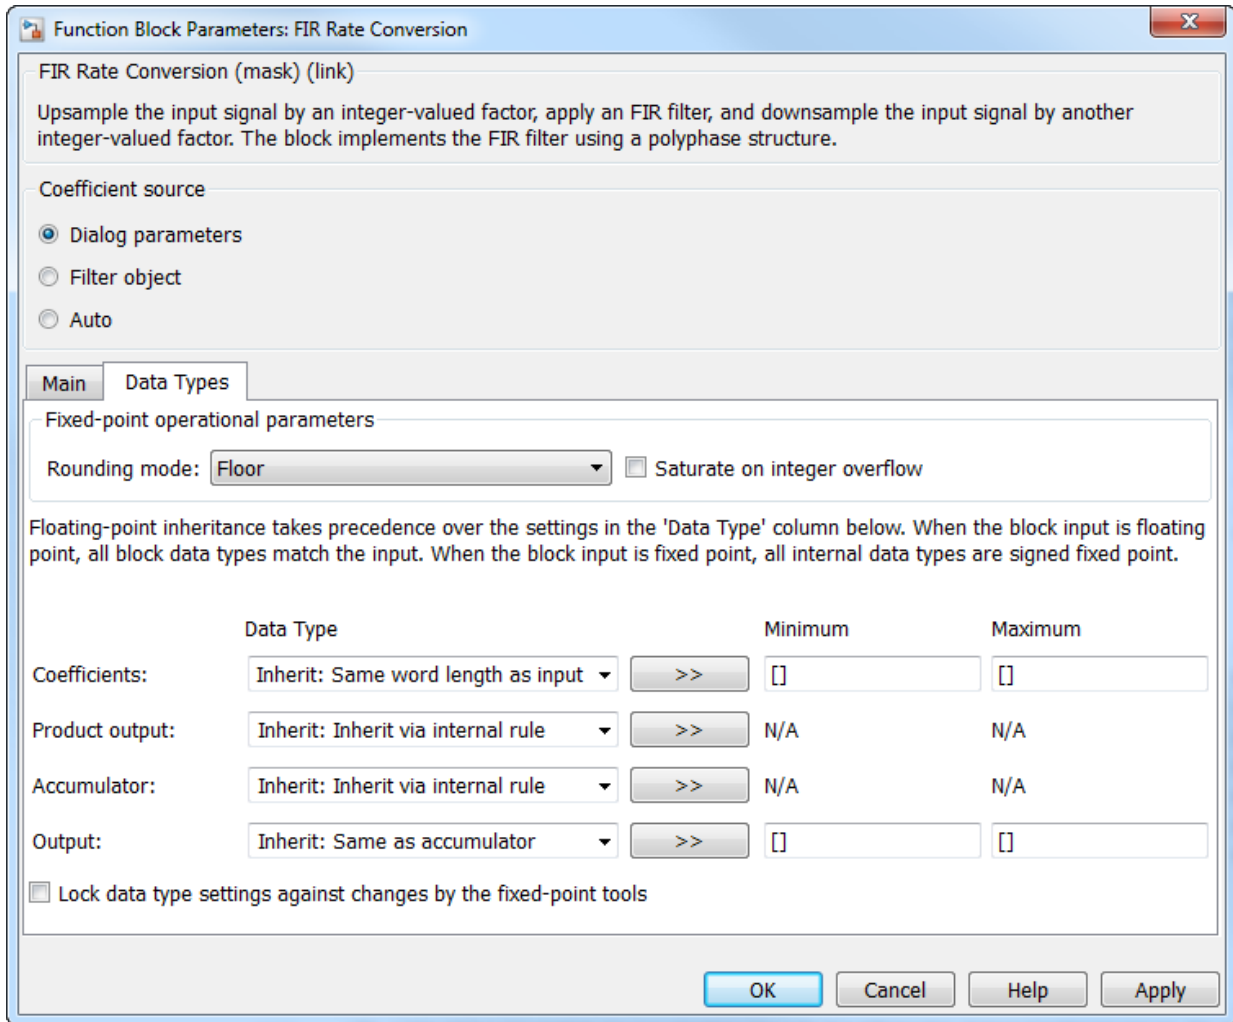 Function Block Parameters: FIR Rate Conversion
FIR Rate Conversion (mask) (link)
Upsample the input signal by an integer-valued factor, apply an FIR filter, and downsample the input signal by another
integer-valued factor. The block implements the FIR filter using a polyphase structure.
Coefficient source
Dialog parameters
Filter object
Auto
Main Data Types
Fixed-point operational parameters
Rounding mode: Floor Saturate on integer overflow
Floating-point inheritance takes precedence over the settings in the 'Data Type' column below. When the block input is floating
point, all block data types match the input. When the block input is fixed point, all internal data types are signed fixed point.
Data Type Minimum Maximum
Coefficients: Inherit: Same word length as input >> [] []
Product output: Inherit: Inherit via internal rule >> N/A N/A
Accumulator: Inherit: Inherit via internal rule >> N/A N/A
Output: Inherit: Same as accumulator >> [] []
Lock data type settings against changes by the fixed-point tools
OK Cancel Help Apply